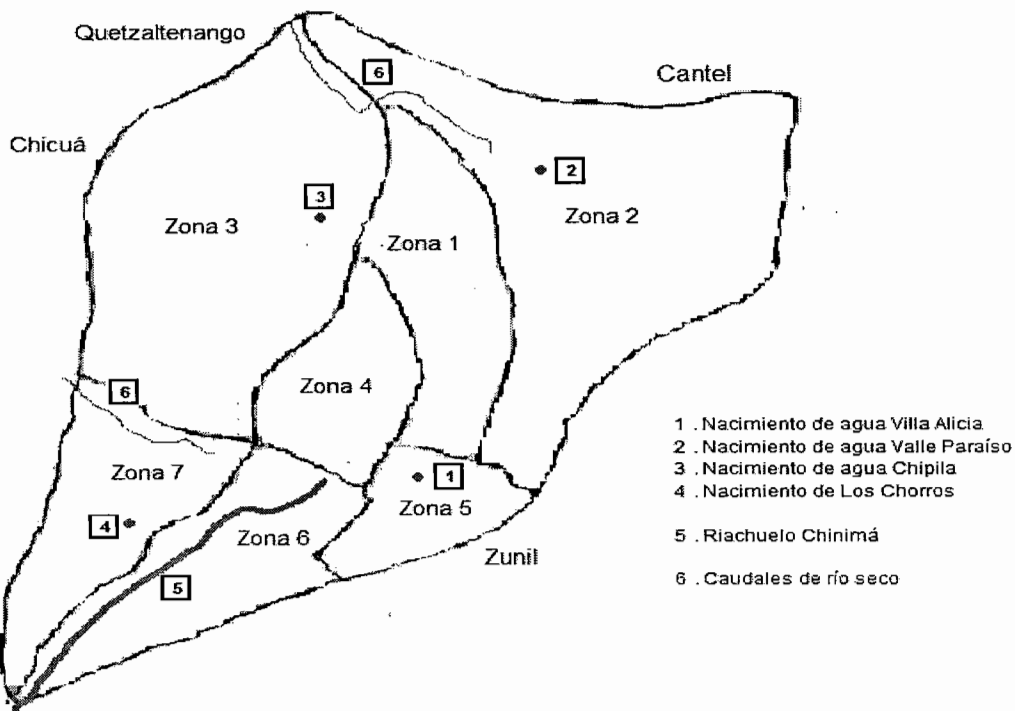 Quetzaltenango
6
Cantel
Chicuá
2
3
Zona 3
Zona 2
Zona 1
Zona 4
6
1 . Nacimiento de agua Villa Alicia
2 . Nacimiento de agua Valle Paraíso
3 . Nacimiento de agua Chipila
4 . Nacimiento de Los Chorros
5 . Riachuelo Chinimá
6 . Caudales de río seco
Zona 7
1
Zona 5
4
Zona 6
Zunil
5